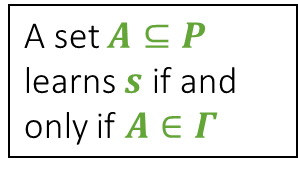 A set A ⊆ P
learns s if and
only if A ∈ Γ